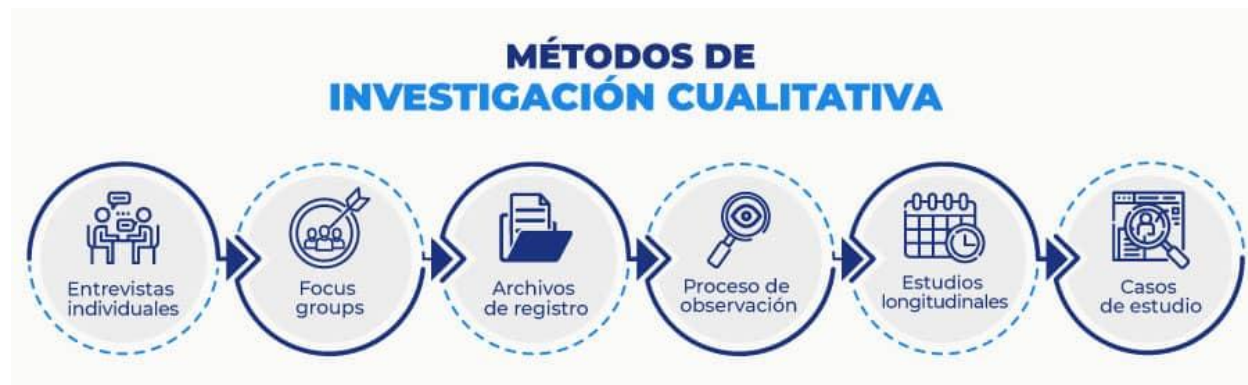 MÉTODOS DE
INVESTIGACIÓN CUALITATIVA
Entrevistas
individuales
Focus
groups
Archivos
de registro
Proceso de
observación
Estudios
longitudinales
Casos
de estudio